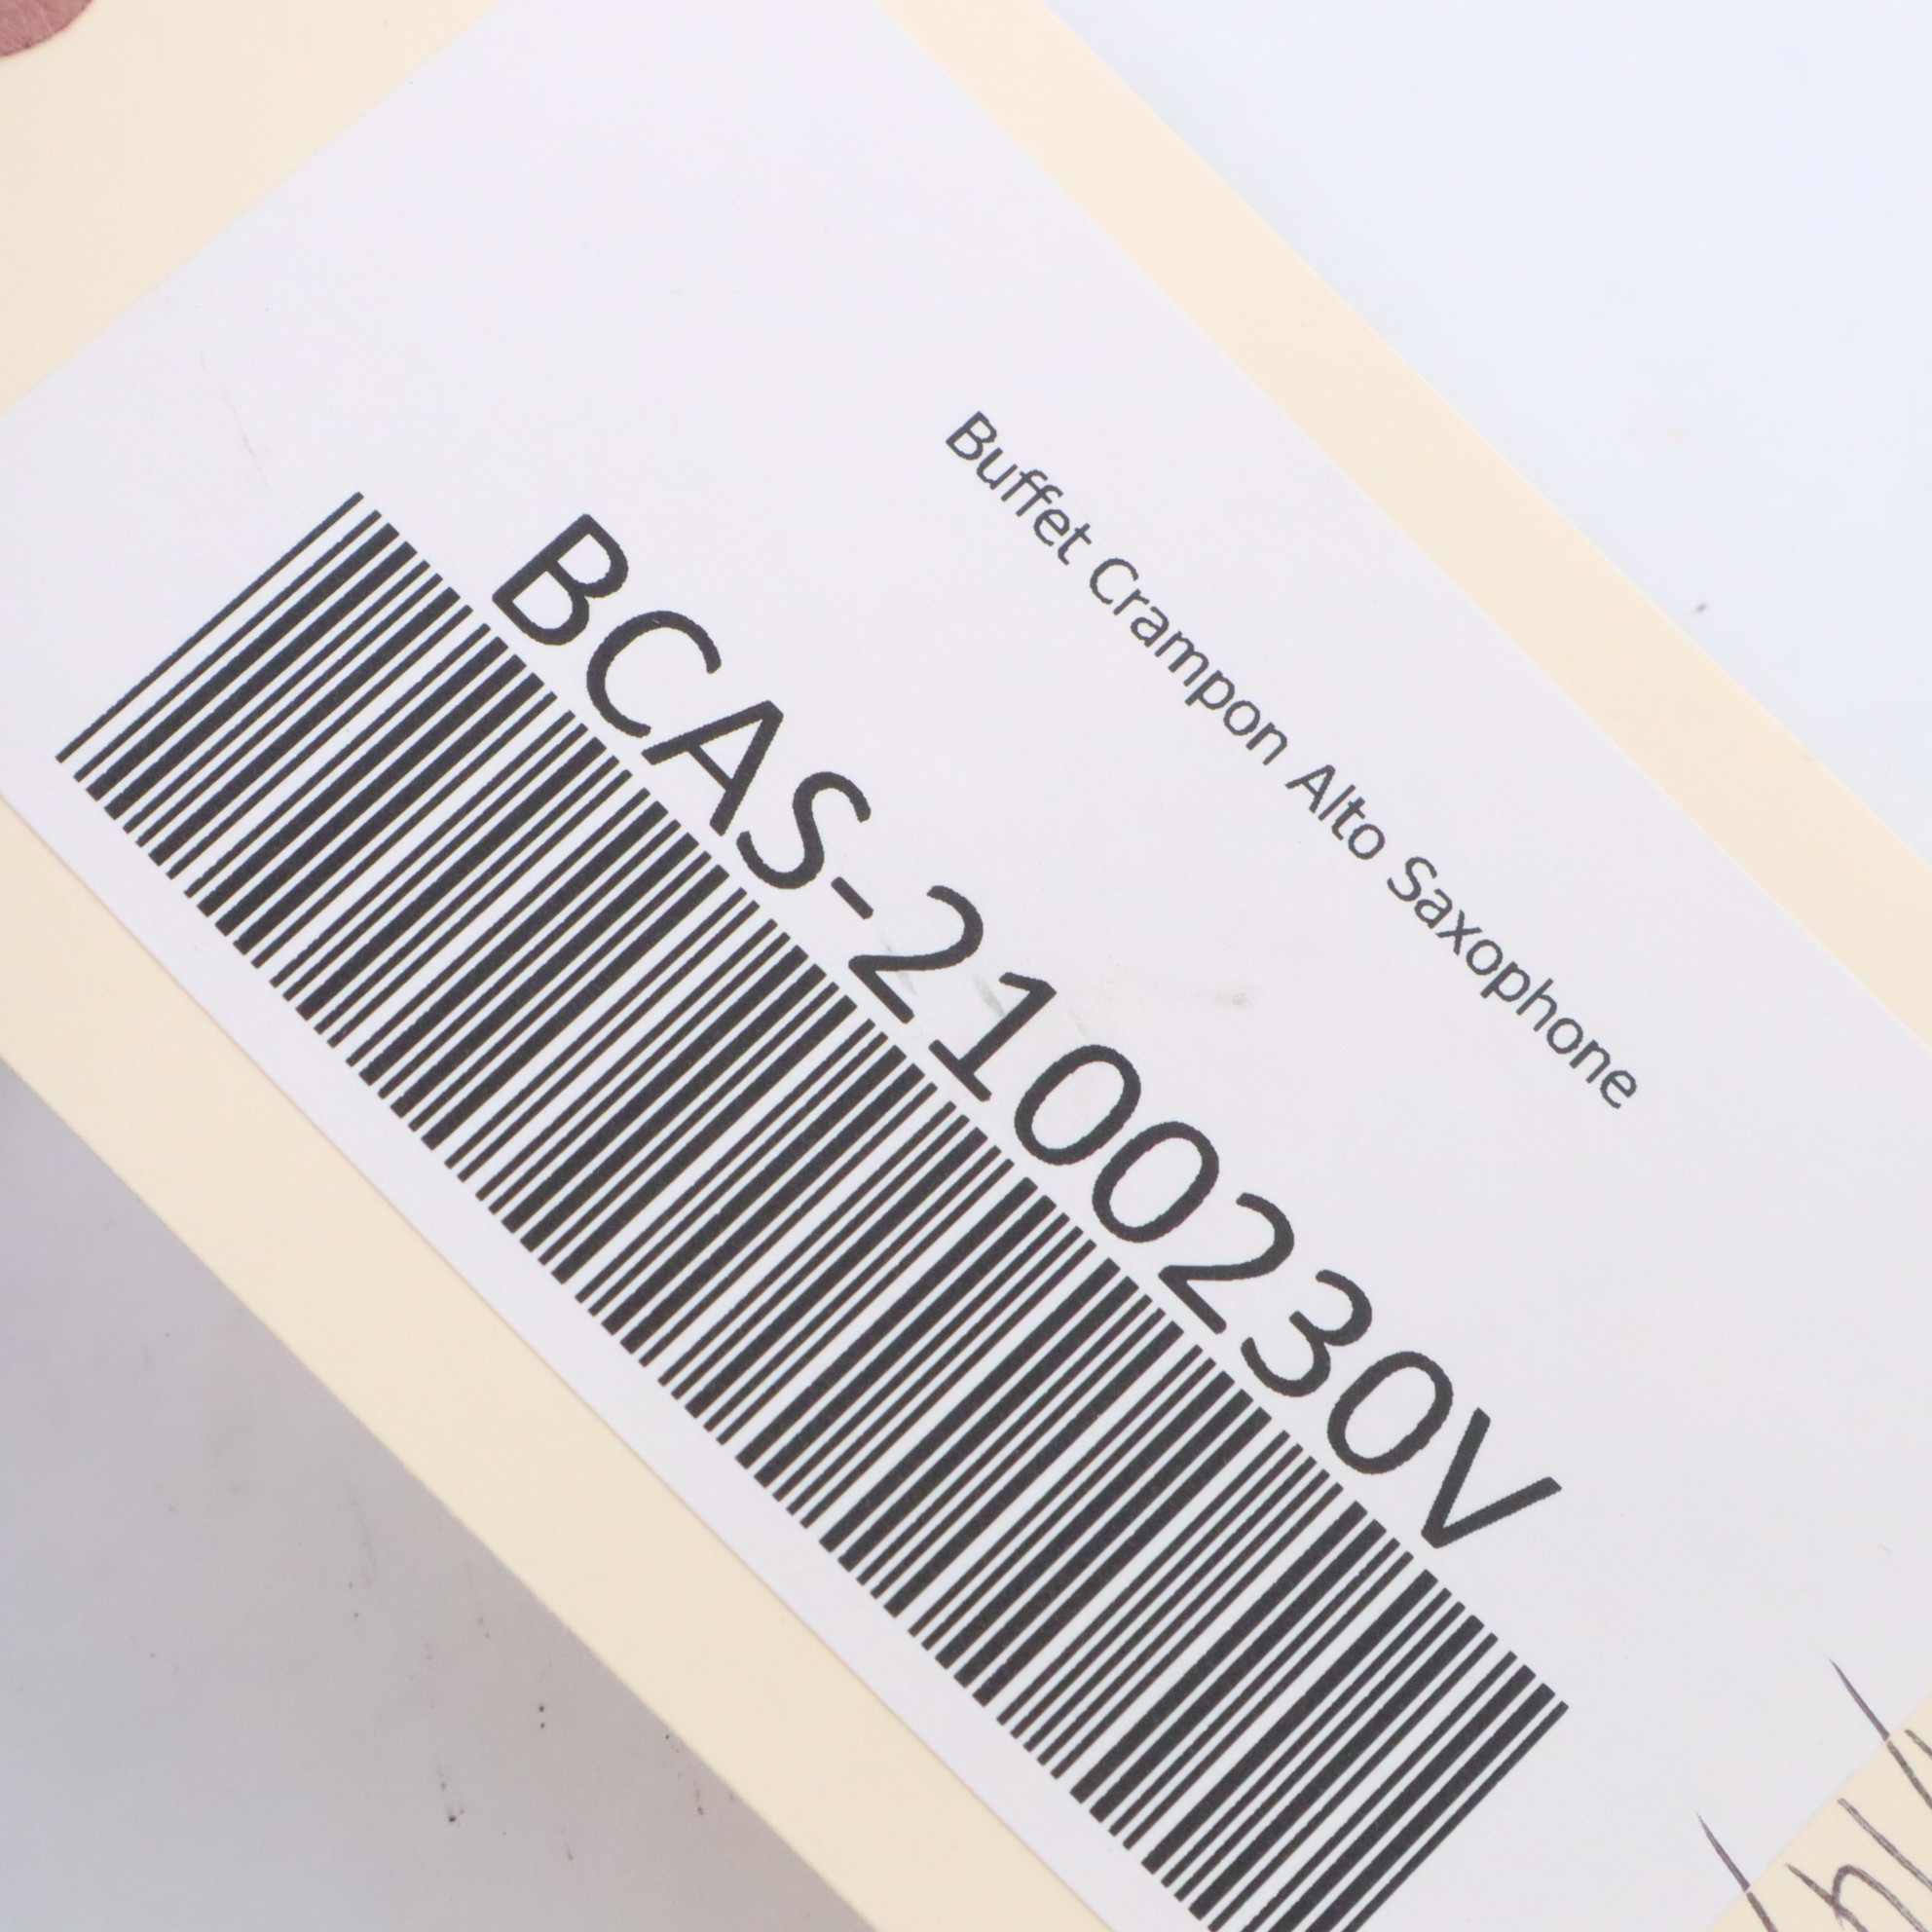 Buffet Crampon Alto Saxophone
BCAS-2100230V